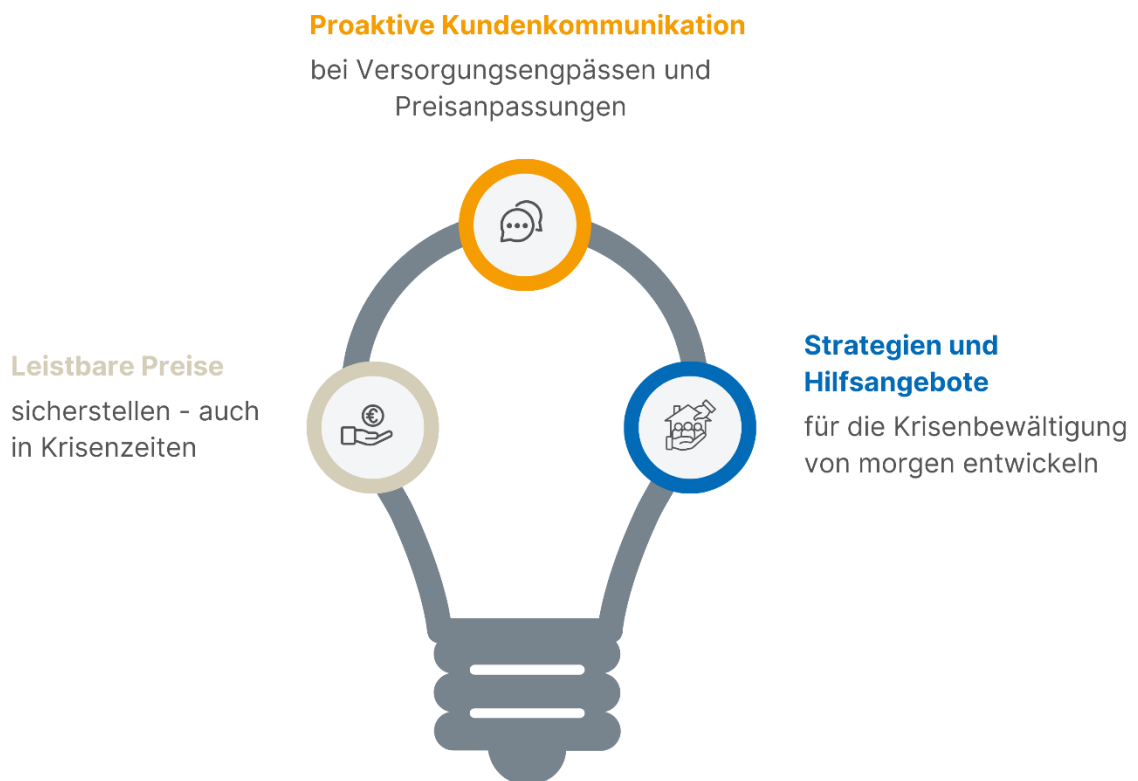 Proaktive Kundenkommunikation
bei Versorgungsengpässen und
Preisanpassungen
Leistbare Preise
sicherstellen - auch
in Krisenzeiten
Strategien und
Hilfsangebote
für die Krisenbewältigung
von morgen entwickeln